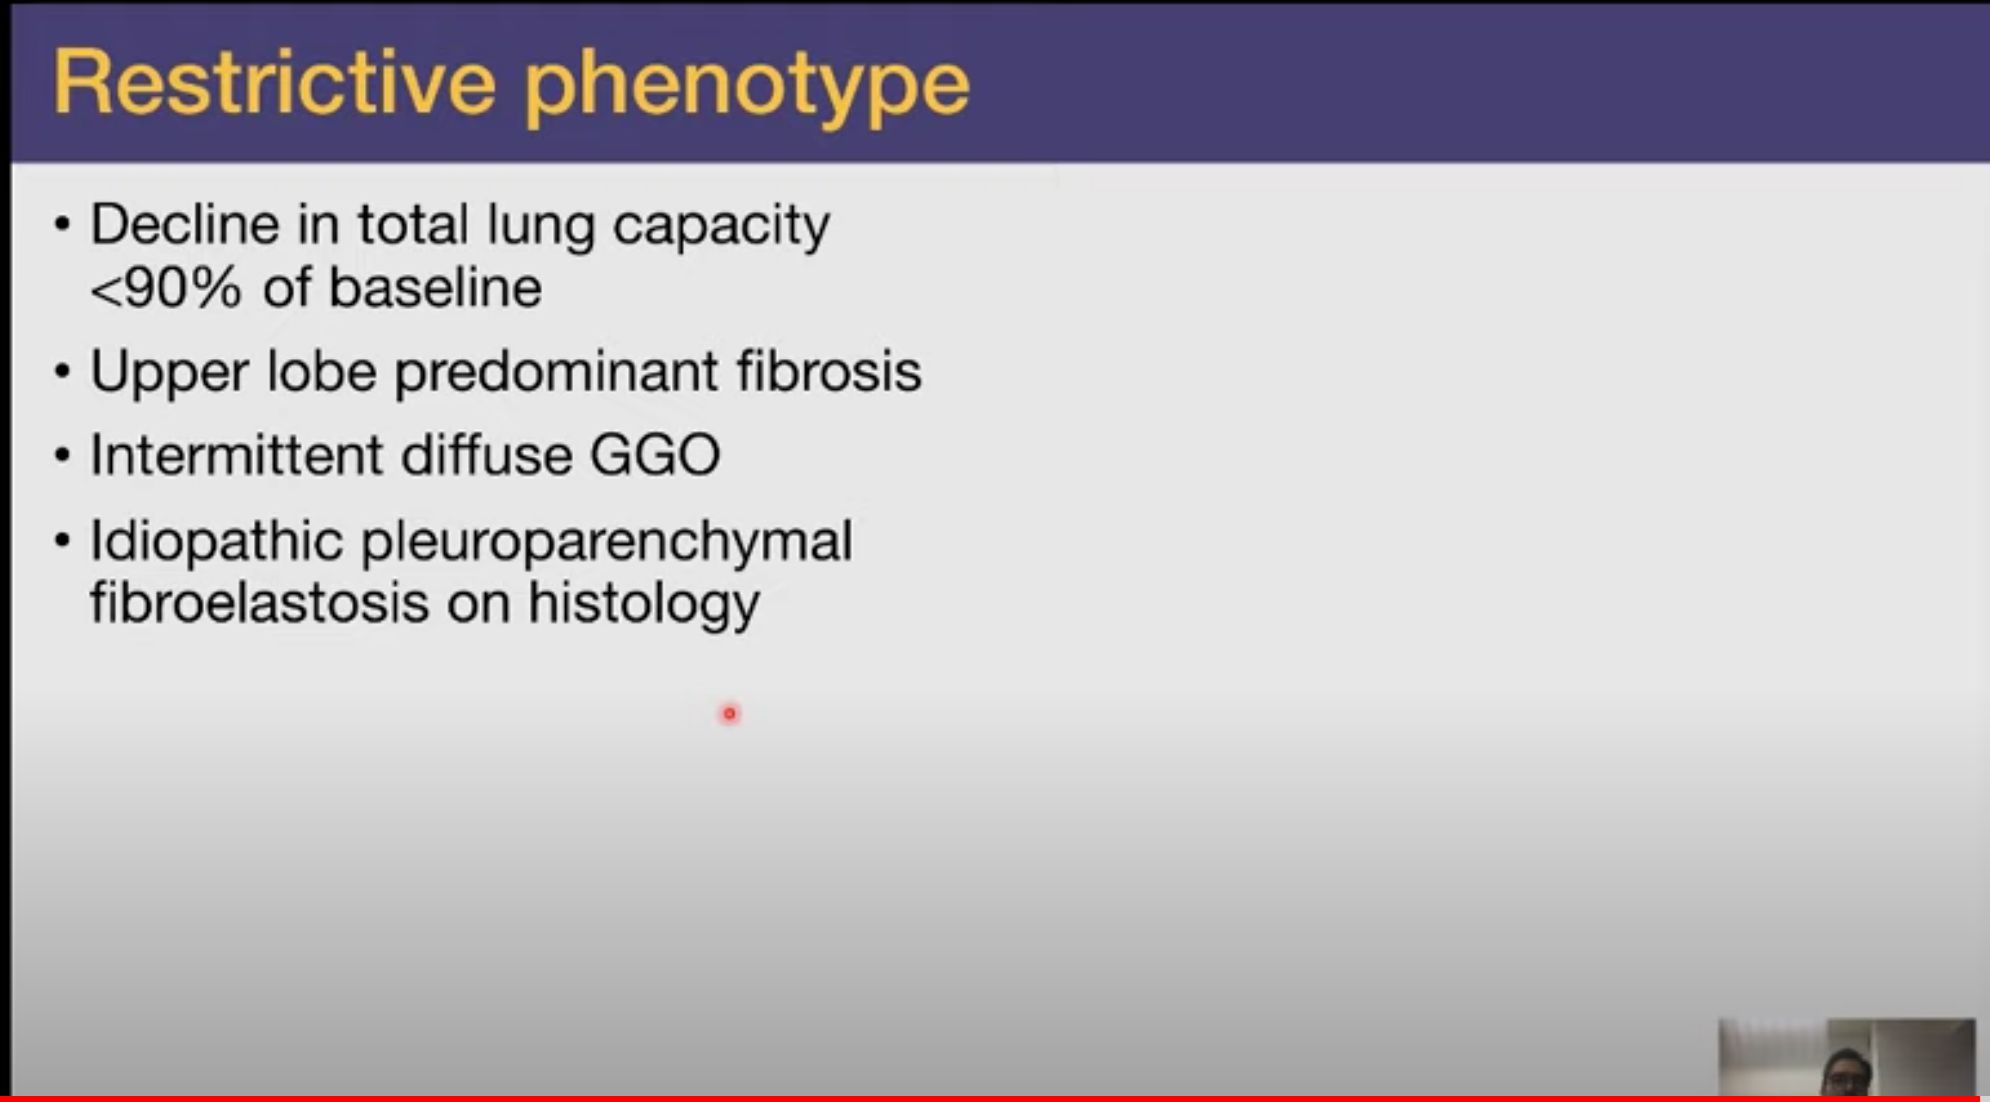 Restrictive phenotype
• Decline in total lung capacity
<90% of baseline
• Upper lobe predominant fibrosis
• Intermittent diffuse GGO
• Idiopathic pleuroparenchymal
fibroelastosis on histology